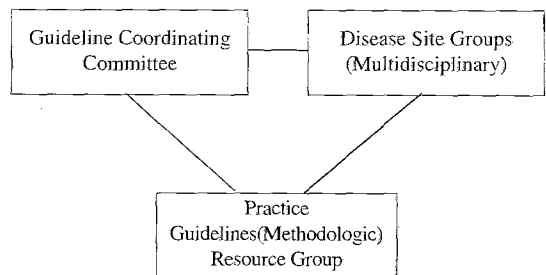 Guideline Coordinating
Committee
Disease Site Groups
(Multidisciplinary)
Practice
Guidelines(Methodologic)
Resource Group